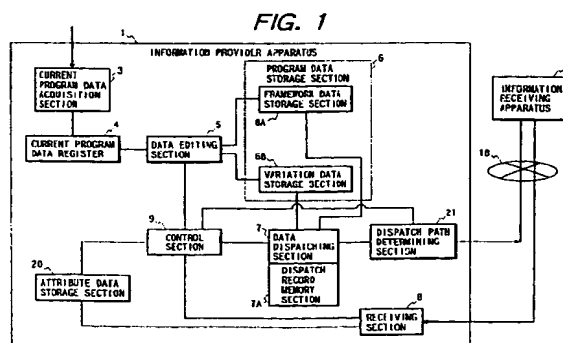 FIG. 1
1
INFORMATION PROVIDER APPARATUS
CURRENT
PROGRAM DATA
ACQUISITION
SECTION
3
4
CURRENT PROGRAM
DATA REGISTER
5
DATA EDITING
SECTION
6
PROGRAM DATA
STORAGE SECTION
FRAMEWORK DATA
STORAGE SECTION
6A
6B
VARIATION DATA
STORAGE SECTION
INFORMATION
RECEIVING
APPARATUS
18
9
CONTROL
SECTION
7
DATA
DISPATCHING
SECTION
DISPATCH
RECORD
MEMORY
SECTION
7A
21
DISPATCH PATH
DETERMINING
SECTION
20
ATTRIBUTE DATA
STORAGE SECTION
8
RECEIVING
SECTION